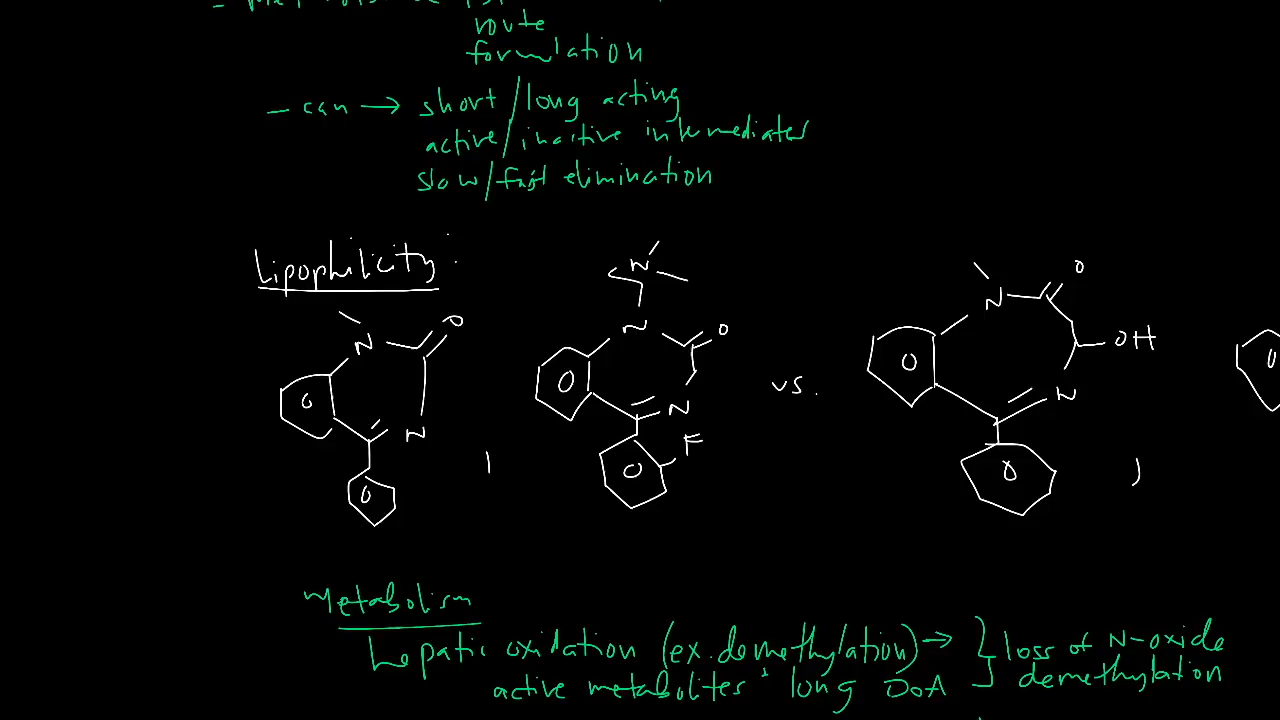 route
formulation
— can → short/long acting
active/inactive intermediates
slow/fast elimination
Lipophilicity:
N O
N
N
N O
N
F
vs.
N O
OH
N
Metabolism
hepatic oxidation (ex. demethylation) → } loss of N-oxide
active metabolites, long DoA demethylation